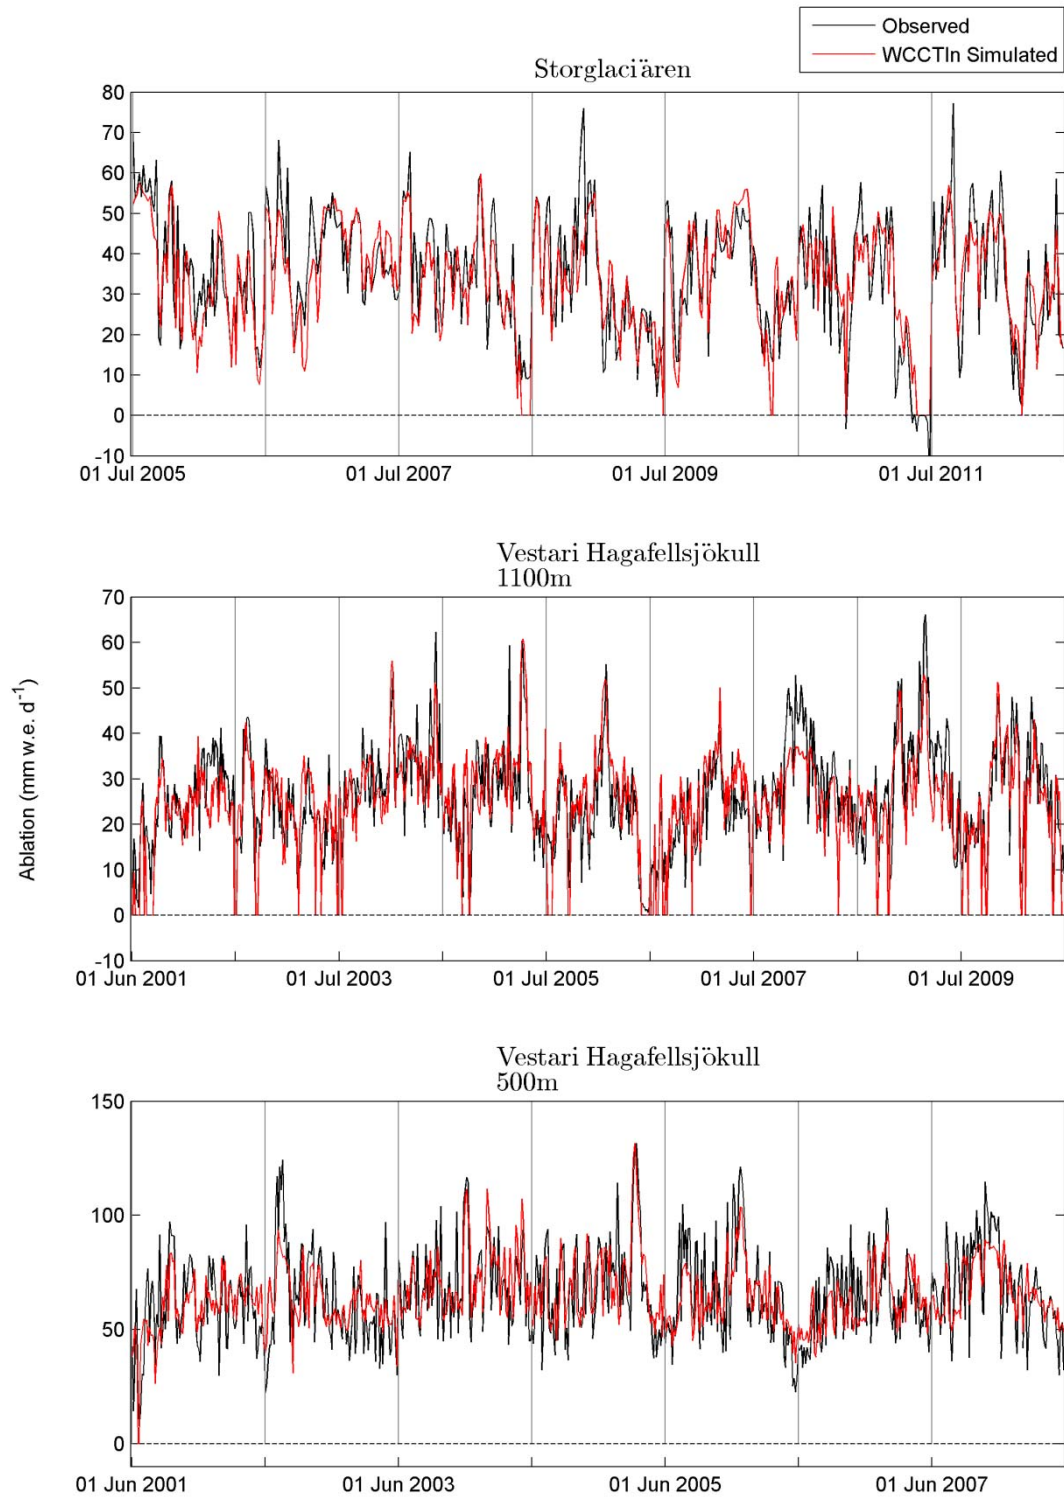 Observed
WCCTIn Simulated
Storglaciären
80
70
60
50
40
30
20
10
0
-10
01 Jul 2005
01 Jul 2007
01 Jul 2009
01 Jul 2011
Vestari Hagafellsjökull
1100m
70
60
50
40
30
20
10
0
-10
01 Jun 2001
01 Jul 2003
01 Jul 2005
01 Jul 2007
01 Jul 2009
Ablation (mm w.e. d-1)
Vestari Hagafellsjökull
500m
150
100
50
0
01 Jun 2001
01 Jun 2003
01 Jun 2005
01 Jun 2007